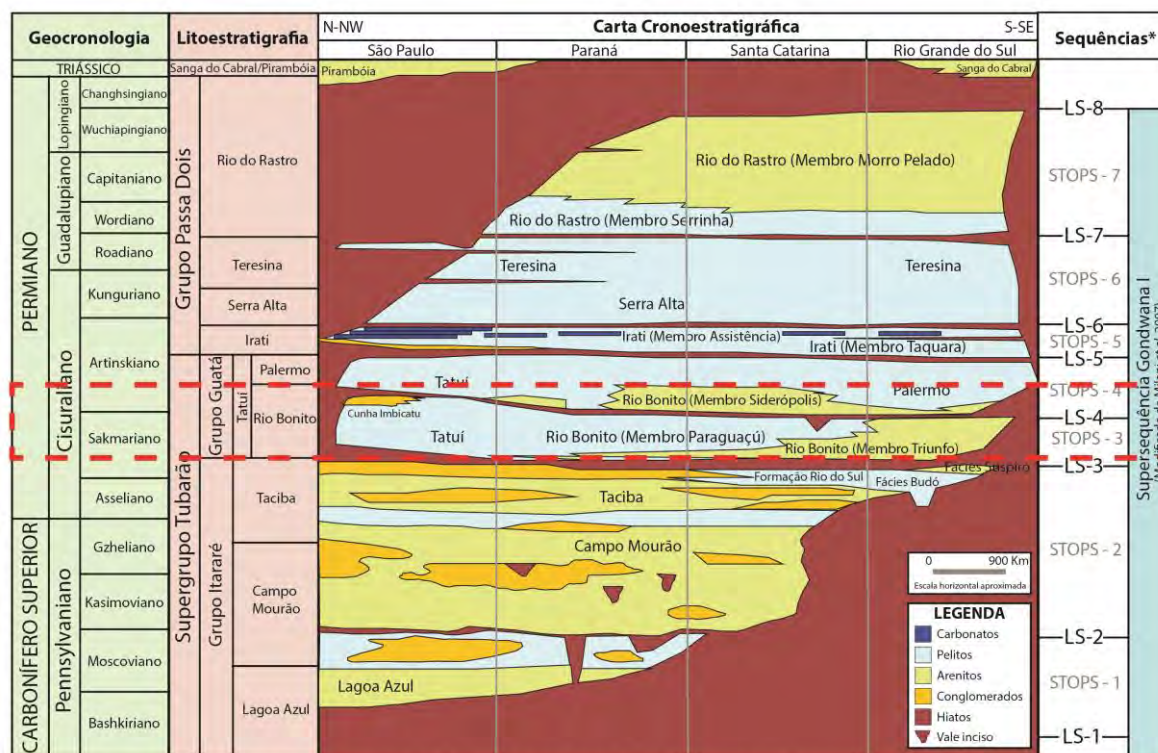 Geocronologia
Litoestratigrafia
N-NW
Carta Cronoestratigráfica
S-SE
Sequências*
São Paulo
Paraná
Santa Catarina
Rio Grande do Sul
TRIÁSSICO
Sanga do Cabral/Pirambóia
Pirambóia
Sanga do Cabral
PERMIANO
Lopingiano
Changhsingiano
Wuchiapingiano
Guadalupiano
Capitaniano
Wordiano
Roadiano
Cisuraliano
Kunguriano
Artinskiano
Sakmariano
Asseliano
CARBONÍFERO SUPERIOR
Pennsylvaniano
Gzheliano
Kasimoviano
Moscoviano
Bashkiriano
Grupo Passa Dois
Rio do Rastro
Teresina
Serra Alta
Irati
Supergrupo Tubarão
Grupo Guatá
Palermo
Tatuí
Rio Bonito
Grupo Itararé
Taciba
Campo Mourão
Lagoa Azul
Rio do Rastro (Membro Morro Pelado)
Rio do Rastro (Membro Serrinha)
Teresina
Teresina
Serra Alta
Irati (Membro Assistência)
Irati (Membro Taquara)
Tatuí
Palermo
Rio Bonito (Membro Siderópolis)
Cunha Imbicatu
Tatuí
Rio Bonito (Membro Paraguaçú)
Rio Bonito (Membro Triunfo)
Fácies Suspiro
Formação Rio do Sul
Fácies Budó
Taciba
Campo Mourão
Lagoa Azul
0 900 Km
Escala horizontal aproximada
LEGENDA
Carbonatos
Pelitos
Arenitos
Conglomerados
Hiatos
Vale inciso
LS-8
STOPS - 7
LS-7
STOPS - 6
LS-6
STOPS - 5
LS-5
STOPS - 4
LS-4
STOPS - 3
LS-3
STOPS - 2
LS-2
STOPS - 1
LS-1
Supersequência Gondwana I
(Modificado de Milani et al. 2007)